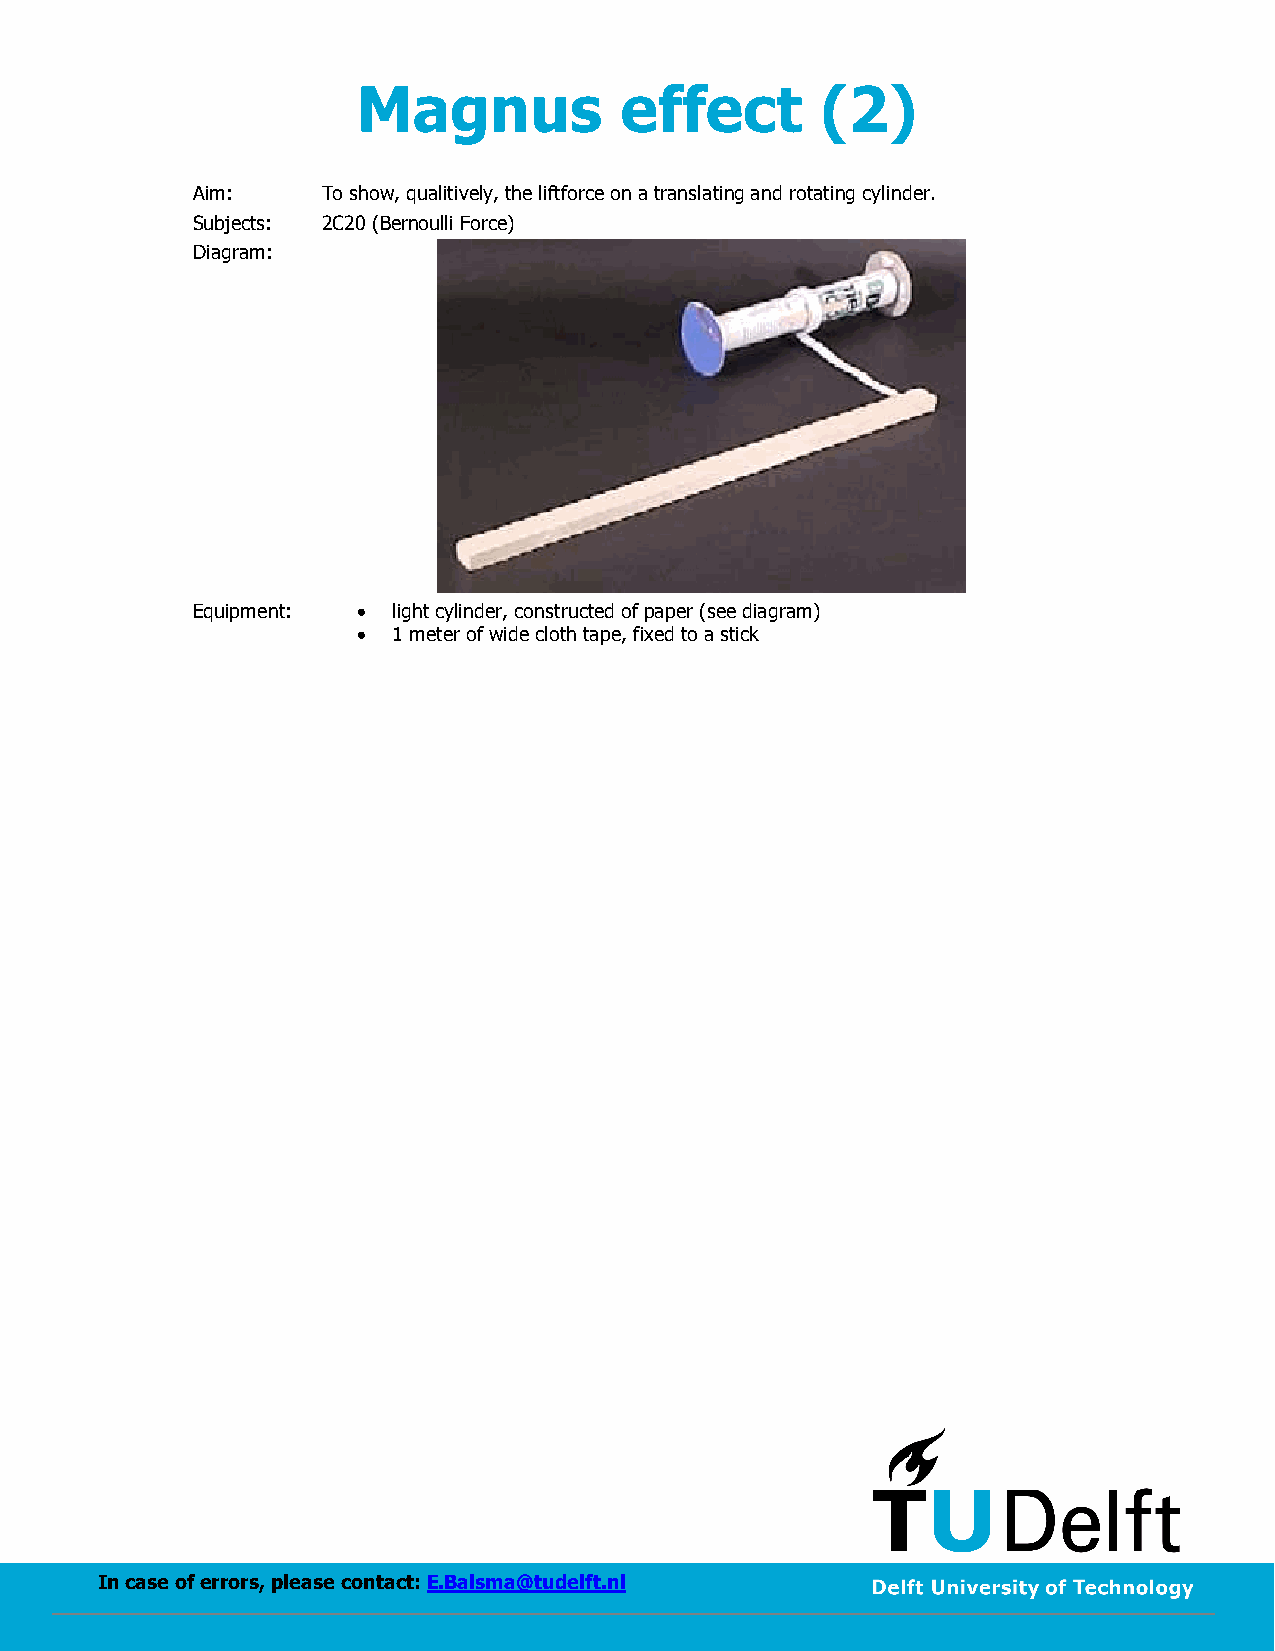 Magnus effect (2)
Aim: To show, qualitively, the liftforce on a translating and rotating cylinder.
Subjects: 2C20 (Bernoulli Force)
Diagram:
Equipment: • light cylinder, constructed of paper (see diagram)
• 1 meter of wide cloth tape, fixed to a stick
TUDelft
In case of errors, please contact: E.Balsma@tudelft.nl
Delft University of Technology